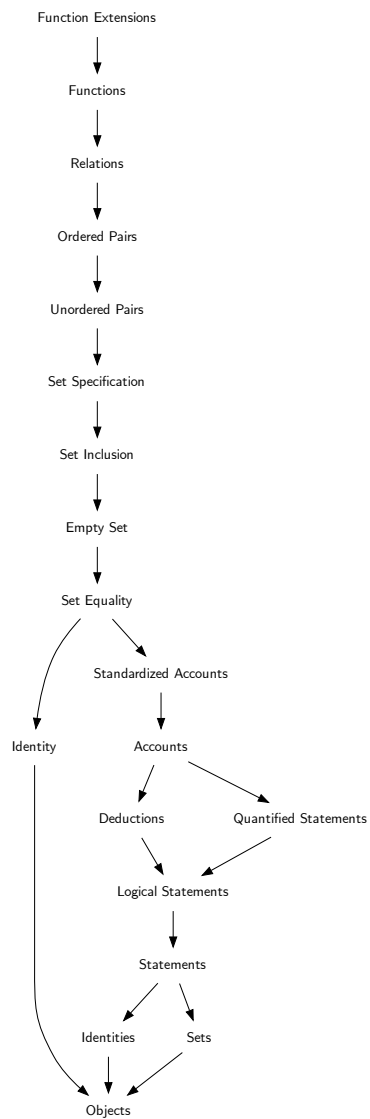 Function Extensions
Functions
Relations
Ordered Pairs
Unordered Pairs
Set Specification
Set Inclusion
Empty Set
Set Equality
Standardized Accounts
Identity
Accounts
Deductions
Quantified Statements
Logical Statements
Statements
Identities
Sets
Objects